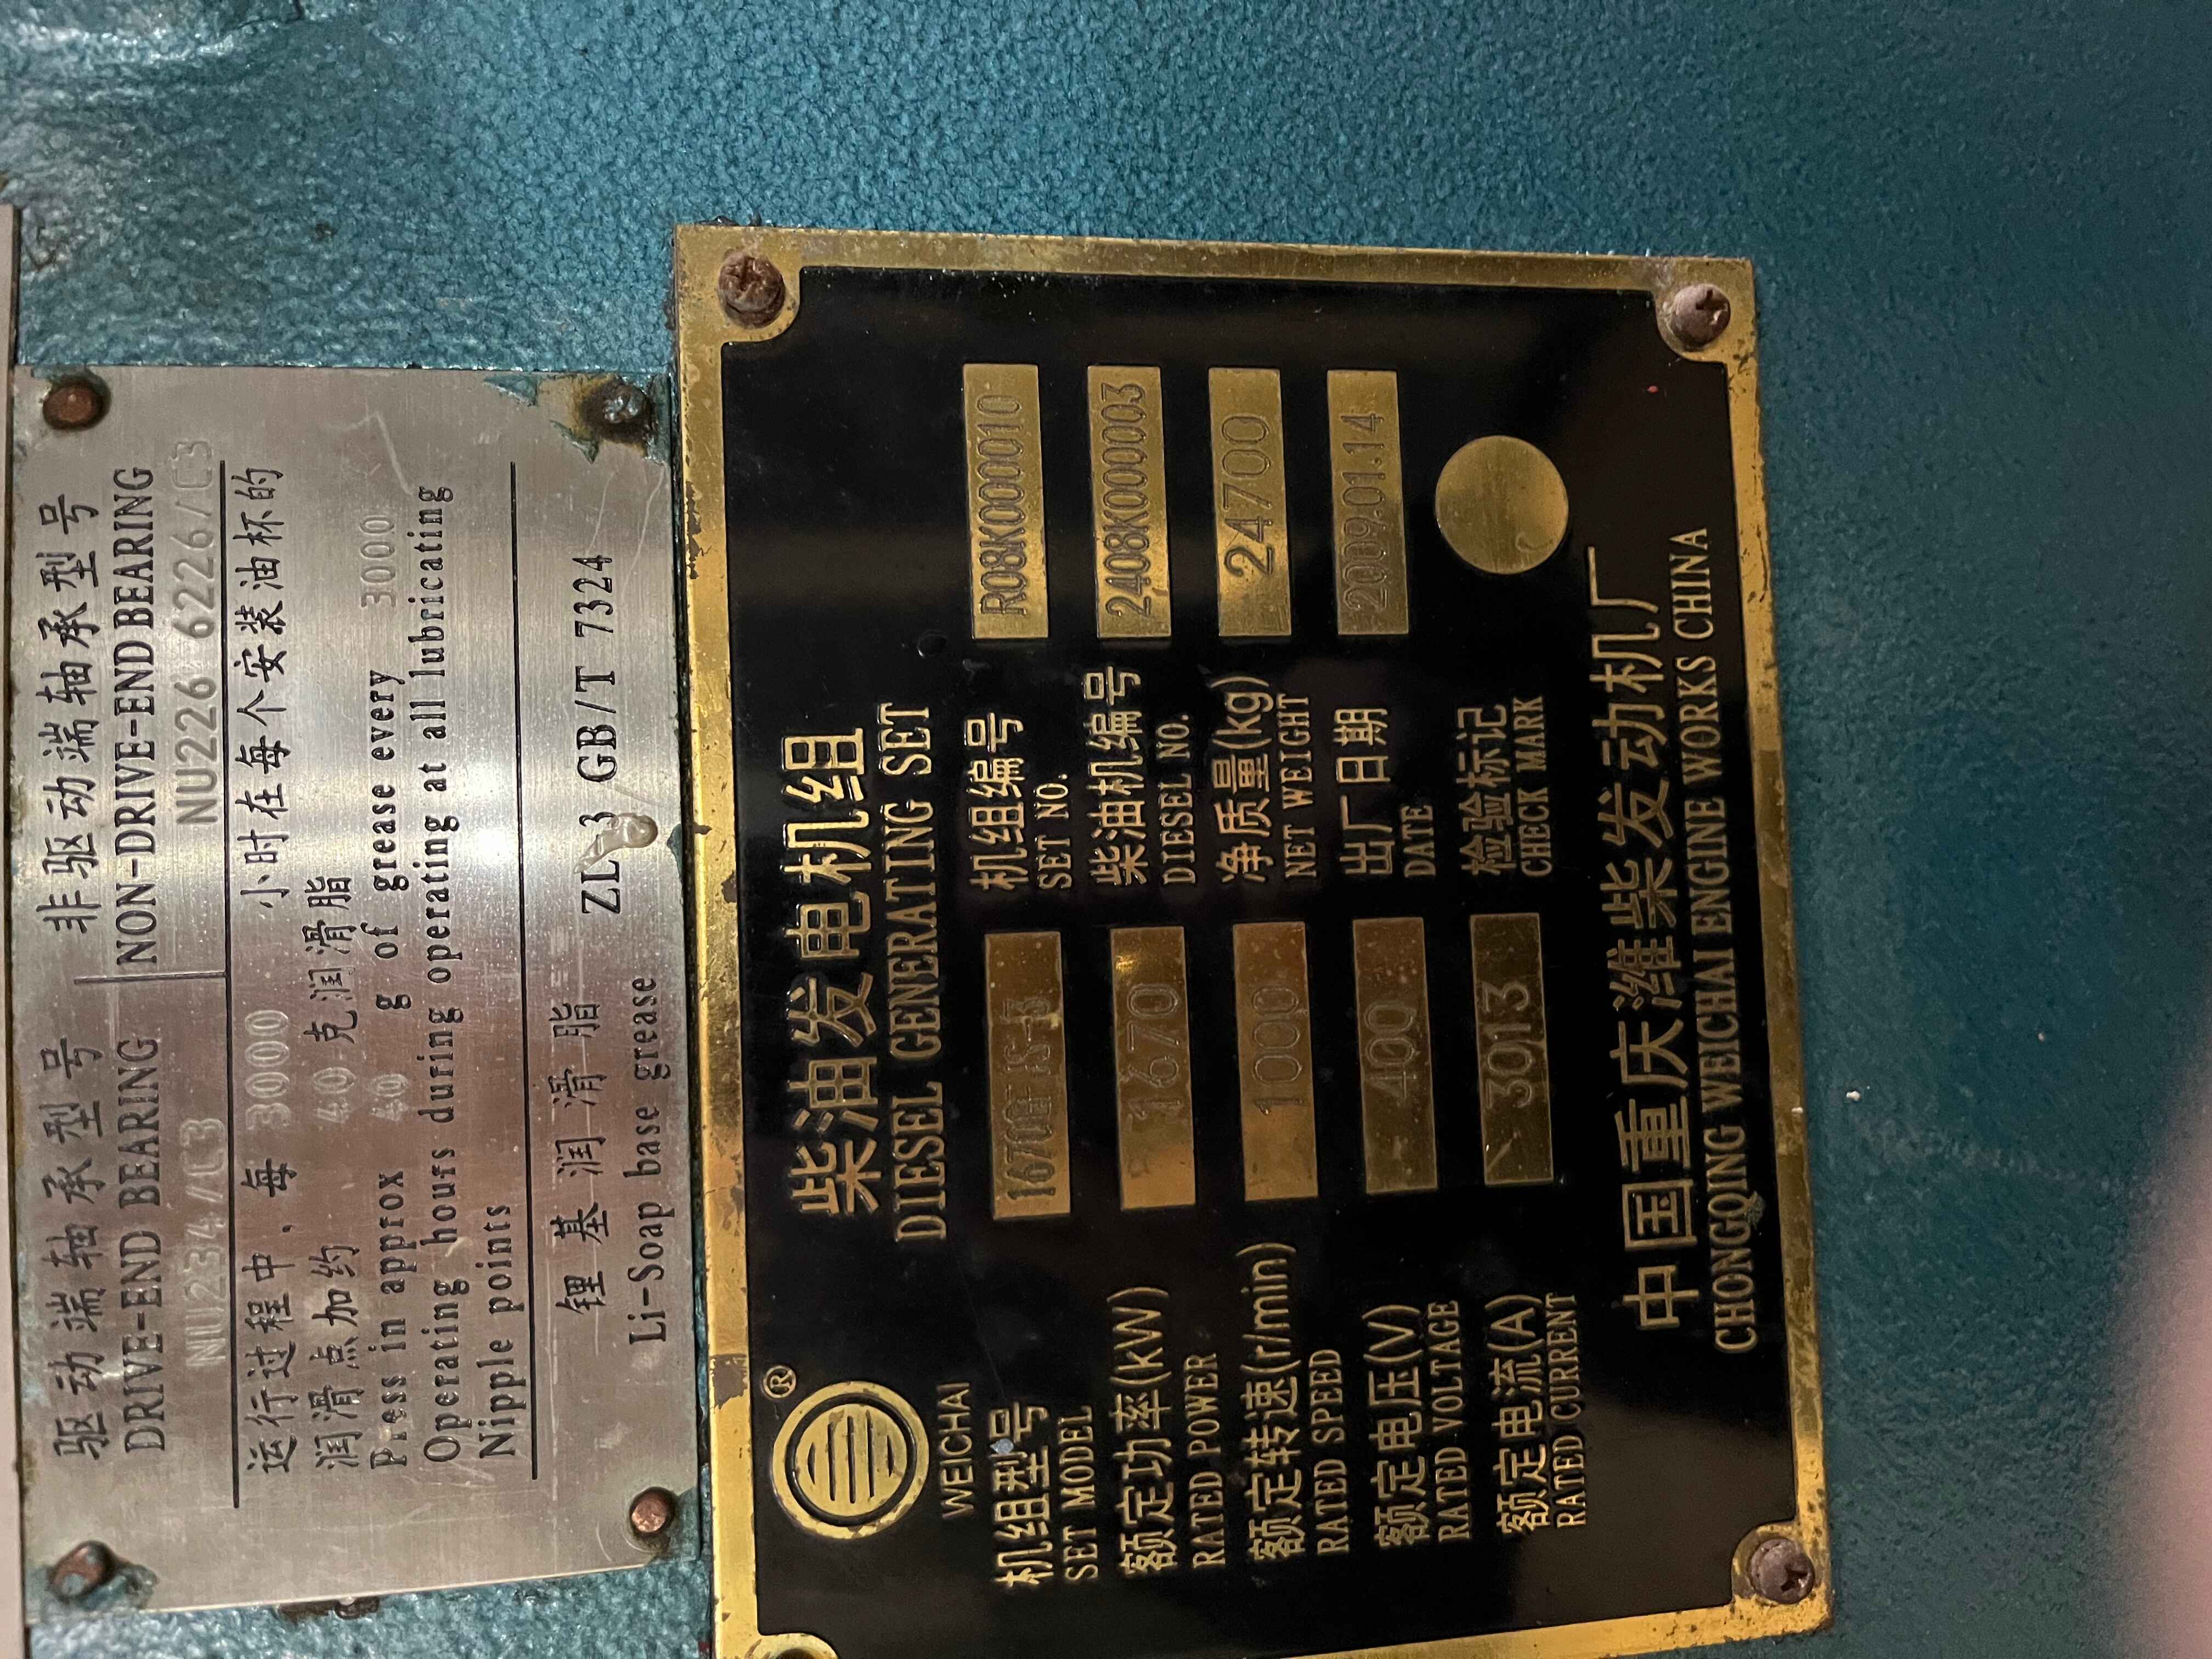 驱动端轴承型号 非驱动端轴承型号
DRIVE-END BEARING NON-DRIVE-END BEARING
NU234/C3 NU226 6226/C3
运行过程中，每 3000 小时在每个安装油杯的
润滑点加约 40 克润滑脂
Press in approx 40 g of grease every 3000
Operating hours during operating at all lubricating
Nipple points
锂基润滑脂
Li-Soap base grease ZL-3 GB/T 7324
®
WEICHAI
柴油发电机组
DIESEL GENERATING SET
机组型号 机组编号 R08K000010
SET MODEL SET NO.
额定功率(kW) 1670 柴油机编号 2408K000003
RATED POWER DIESEL NO.
额定转速(r/min) 1000 净质量(kg) 24700
RATED SPEED NET WEIGHT
额定电压(V) 400 出厂日期 2009.01.14
RATED VOLTAGE DATE
额定电流(A) 3013 检验标记
RATED CURRENT CHECK MARK
中国重庆潍柴发动机厂
CHONGQING WEICHAI ENGINE WORKS CHINA